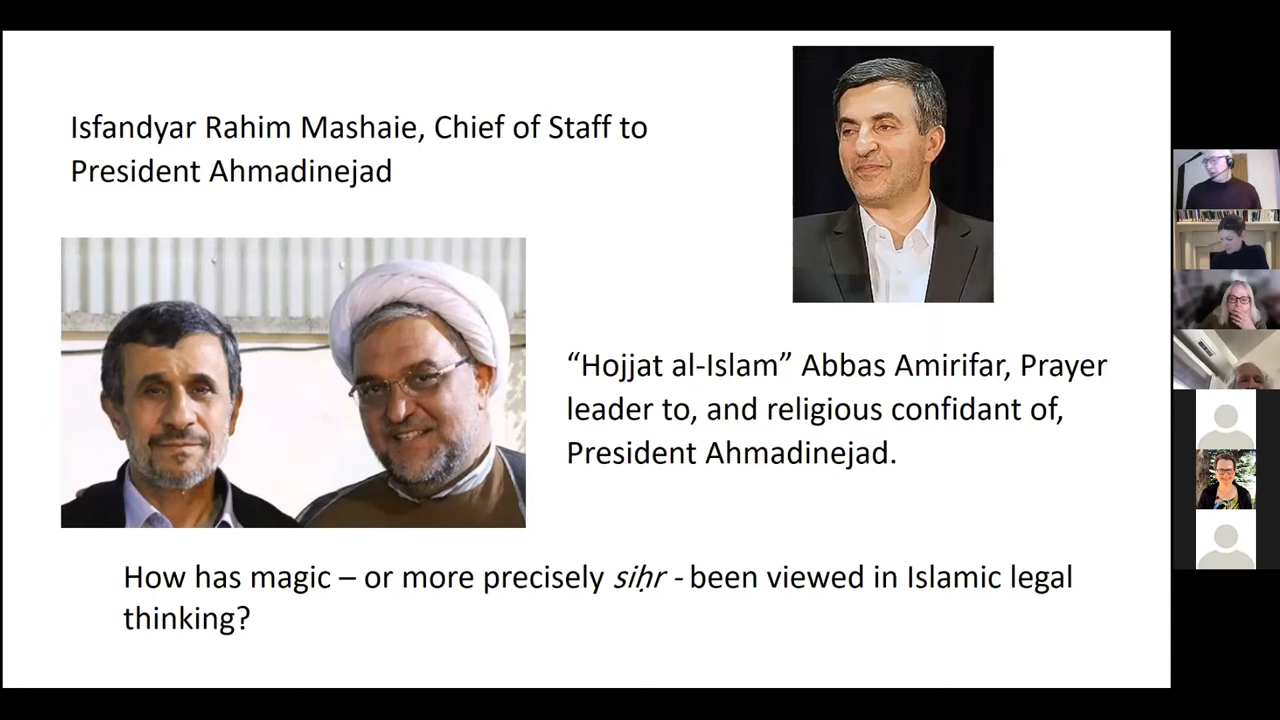 Isfandyar Rahim Mashaie, Chief of Staff to
President Ahmadinejad
“Hojjat al-Islam” Abbas Amirifar, Prayer
leader to, and religious confidant of,
President Ahmadinejad.
How has magic – or more precisely siḥr - been viewed in Islamic legal
thinking?